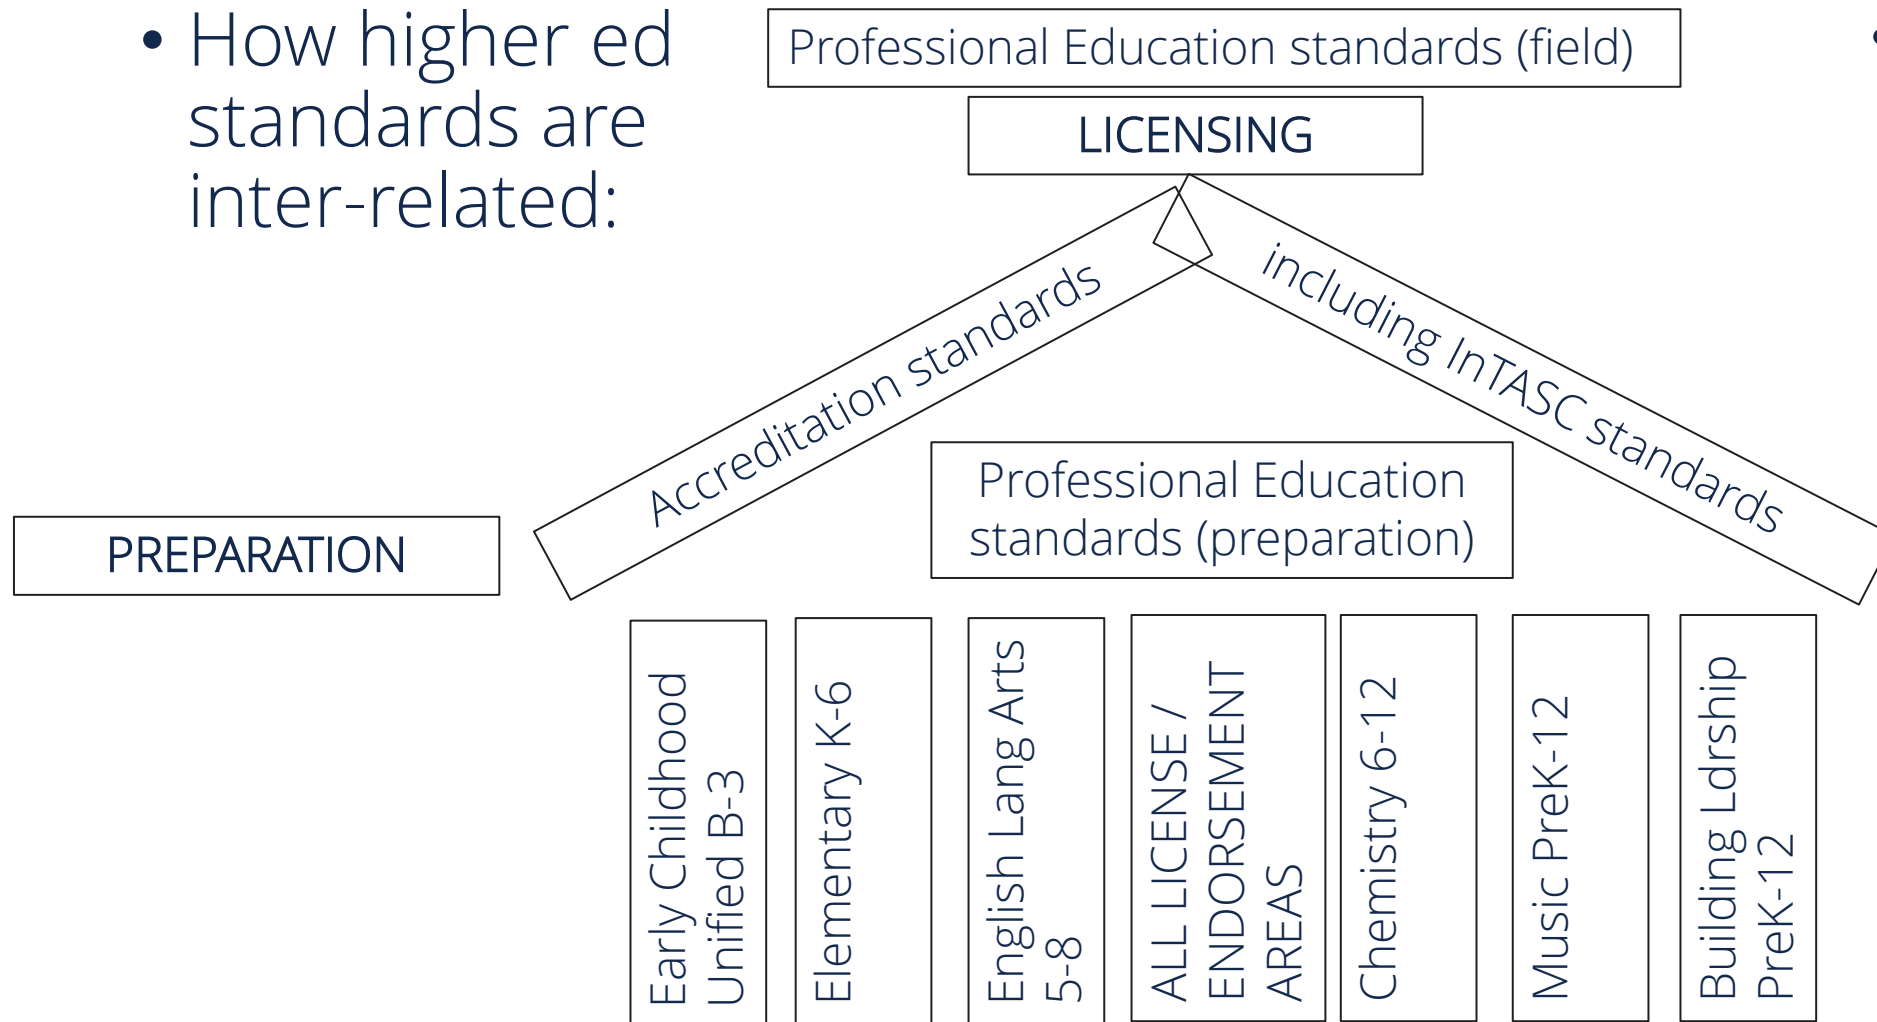 • How higher ed
standards are
inter-related:
Professional Education standards (field)
LICENSING
Accreditation standards
including InTASC standards
Professional Education
standards (preparation)
PREPARATION
Early Childhood
Unified B-3
Elementary K-6
English Lang Arts
5-8
ALL LICENSE /
ENDORSEMENT
AREAS
Chemistry 6-12
Music PreK-12
Building Ldrship
PreK-12